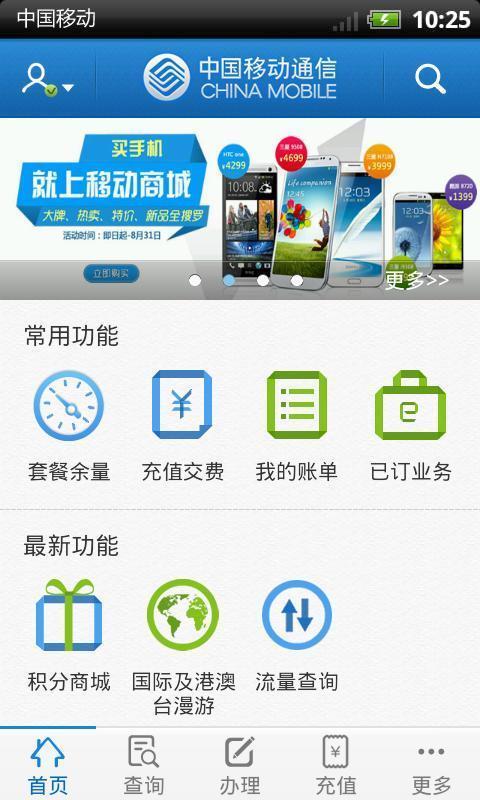 中国移动
10:25
中国移动通信
CHINA MOBILE
买手机
就上移动商城
大牌、热卖、特价、新品全搜罗
活动时间：即日起-8月31日
立即购买
HTC one
¥4299
三星 9508
¥4699
三星 N7108
¥3999
¥1399
Life companion
10:08
12:03
更多>>
常用功能
套餐余量
充值交费
我的账单
已订业务
最新功能
积分商城
国际及港澳
台漫游
流量查询
首页
查询
办理
充值
更多